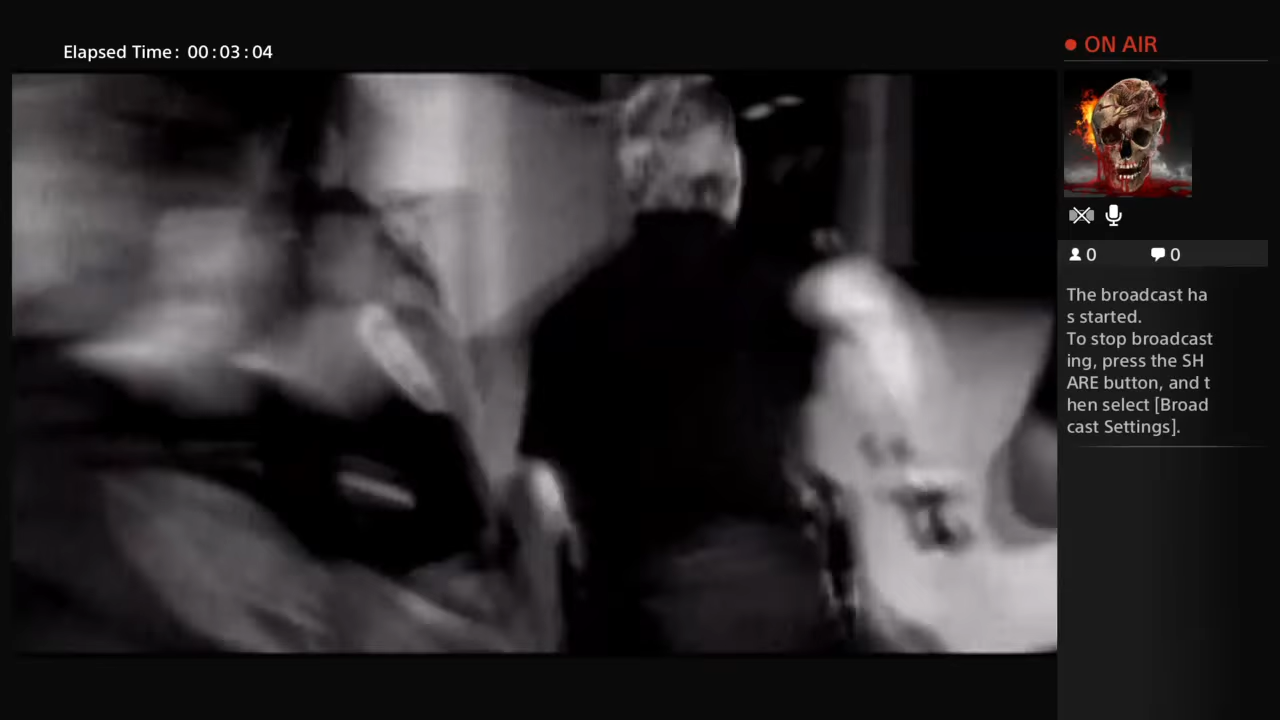 Elapsed Time: 00:03:04
ON AIR
0 0
The broadcast ha
s started.
To stop broadcast
ing, press the SH
ARE button, and t
hen select [Broad
cast Settings].